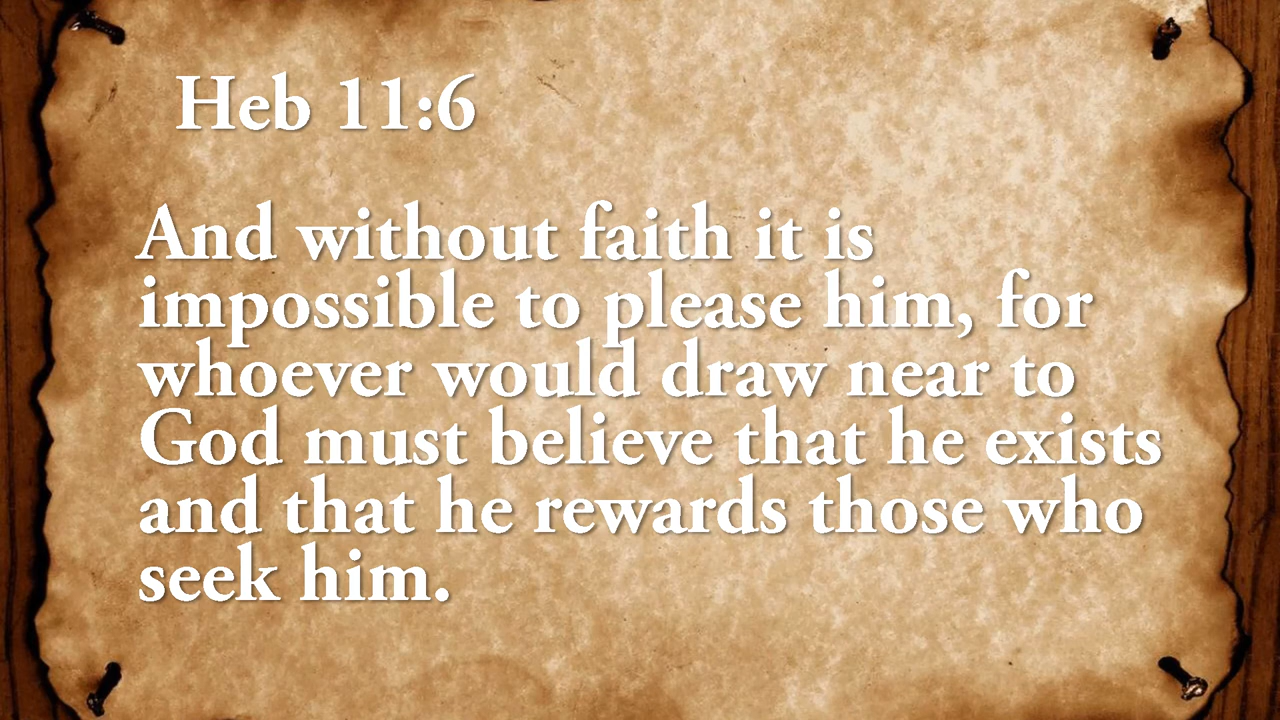 Heb 11:6
And without faith it is
impossible to please him, for
whoever would draw near to
God must believe that he exists
and that he rewards those who
seek him.